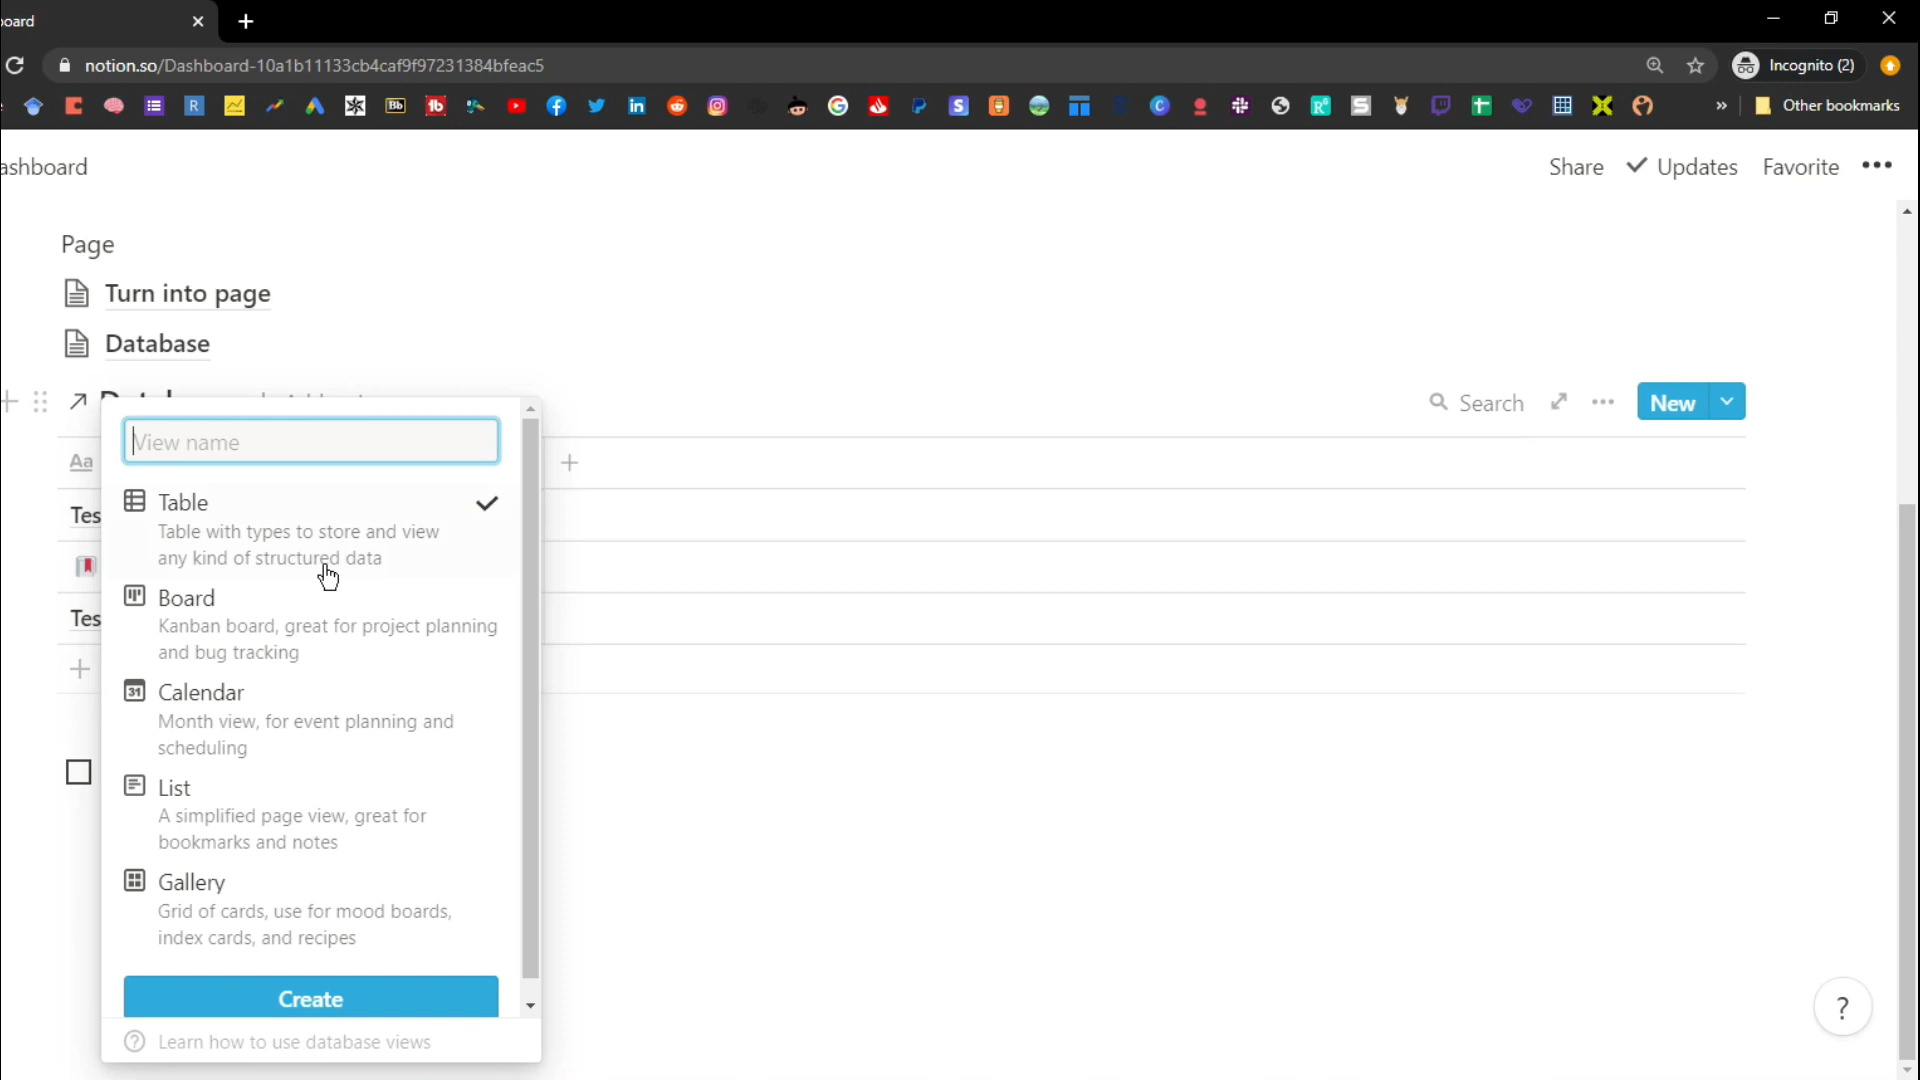 oard
notion.so/Dashboard-10a1b11133cb4caf9f97231384bfeac5
Incognito (2)
Other bookmarks
ashboard
Share
Updates
Favorite
Page
Turn into page
Database
Search
New
View name
Aa
Table
Table with types to store and view
any kind of structured data
Tes
Board
Kanban board, great for project planning
and bug tracking
Tes
Calendar
Month view, for event planning and
scheduling
List
A simplified page view, great for
bookmarks and notes
Gallery
Grid of cards, use for mood boards,
index cards, and recipes
Create
Learn how to use database views
?